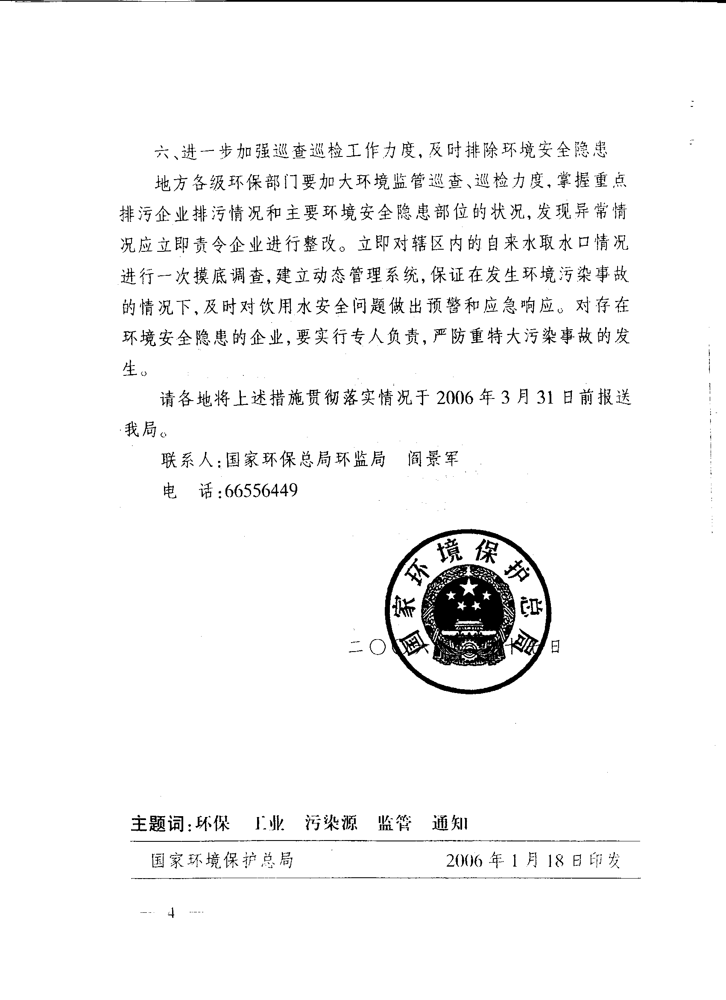 六、进一步加强巡查巡检工作力度,及时排除环境安全隐患
地方各级环保部门要加大环境监管巡查、巡检力度,掌握重点
排污企业排污情况和主要环境安全隐患部位的状况,发现异常情
况应立即责令企业进行整改。立即对辖区内的自来水取水口情况
进行一次摸底调查,建立动态管理系统,保证在发生环境污染事故
的情况下,及时对饮用水安全问题做出预警和应急响应。对存在
环境安全隐患的企业,要实行专人负责,严防重特大污染事故的发
生。
请各地将上述措施贯彻落实情况于 2006 年 3 月 31 日前报送
我局。
联系人:国家环保总局环监局 阎景军
电 话:66556449
国家环境保护总局
二〇〇 十 日
主题词:环保 工业 污染源 监管 通知
国家环境保护总局 2006 年 1 月 18 日印发
— 4 —